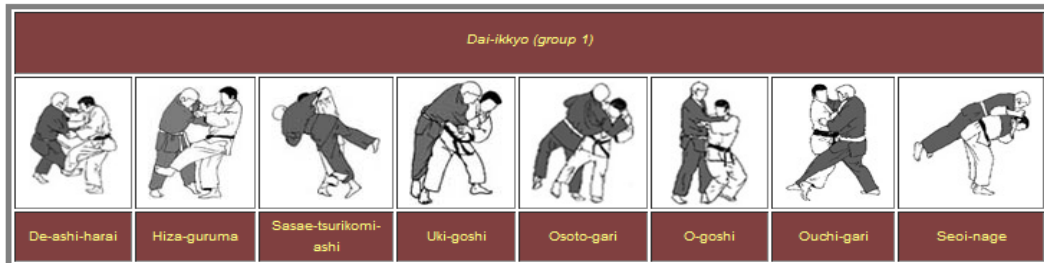 Dai-ikkyo (group 1)
De-ashi-harai
Hiza-guruma
Sasae-tsurikomi-
ashi
Uki-goshi
Osoto-gari
O-goshi
Ouchi-gari
Seoi-nage